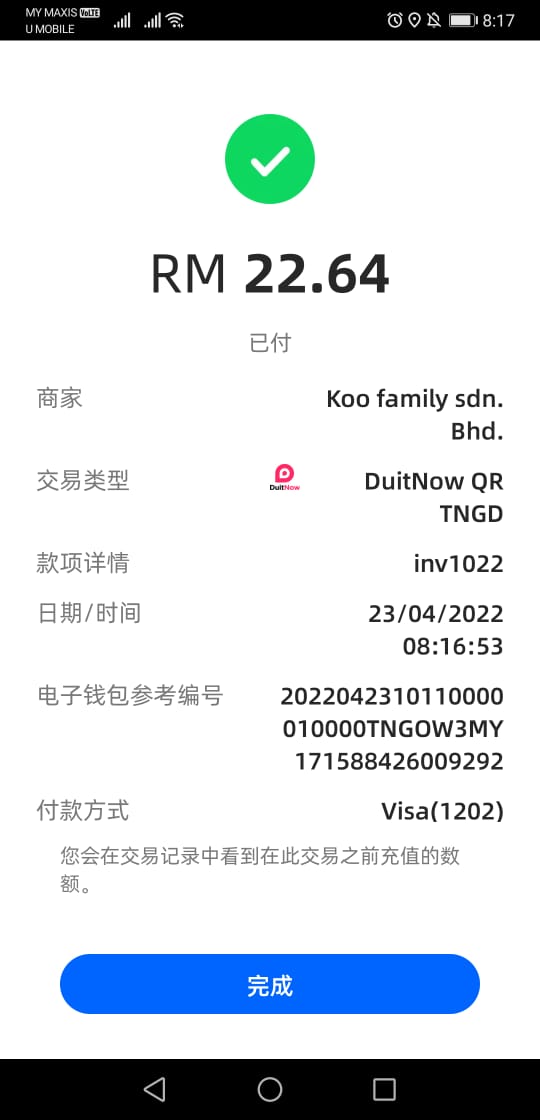 MY MAXIS VoLTE
U MOBILE
8:17
RM 22.64
已付
商家
Koo family sdn.
Bhd.
交易类型
DuitNow
DuitNow QR
TNGD
款项详情
inv1022
日期/时间
23/04/2022
08:16:53
电子钱包参考编号
2022042310110000
010000TNGOW3MY
171588426009292
付款方式
Visa(1202)
您会在交易记录中看到在此交易之前充值的数
额。
完成